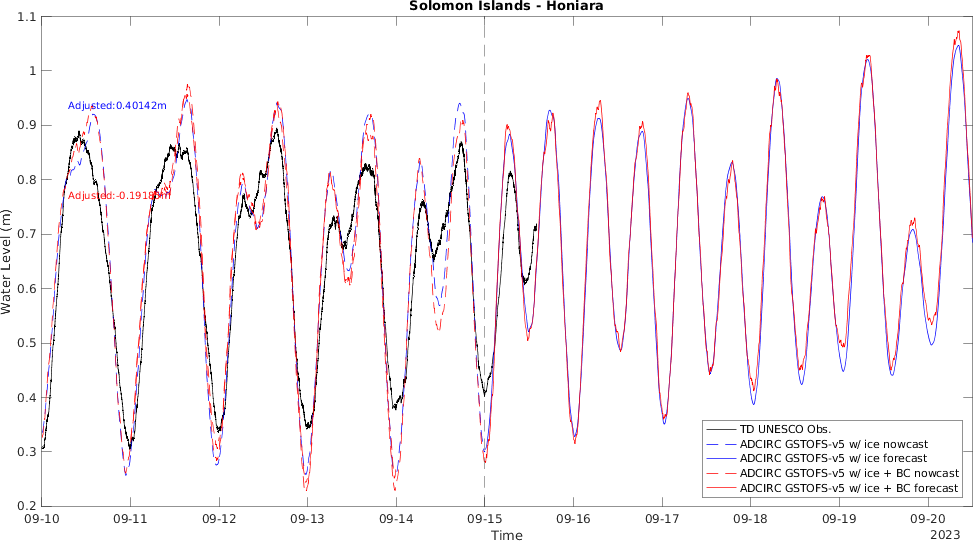 Solomon Islands - Honiara
Water Level (m)
1.1
1
0.9
0.8
0.7
0.6
0.5
0.4
0.3
0.2
Adjusted:0.40142m
TD UNESCO Obs.
ADCIRC GSTOFS-v5 w/ ice nowcast
ADCIRC GSTOFS-v5 w/ ice forecast
ADCIRC GSTOFS-v5 w/ ice + BC nowcast
ADCIRC GSTOFS-v5 w/ ice + BC forecast
09-10
09-11
09-12
09-13
09-14
09-15
09-16
09-17
09-18
09-19
09-20
Time
2023